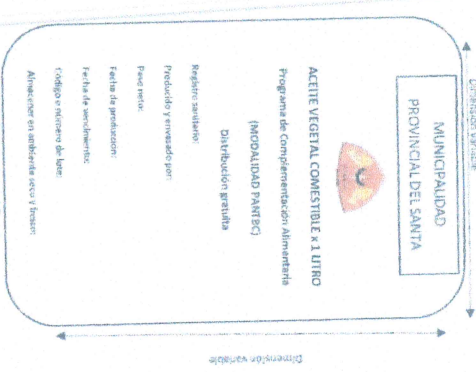 Dimensión variable
MUNICIPALIDAD
PROVINCIAL DEL SANTA
ACEITE VEGETAL COMESTIBLE x 1 LITRO
Programa de Complementación Alimentaria
(MODALIDAD PANTBC)
Distribución gratuita
Registro sanitario:
Producido y envasado por:
Peso neto:
Fecha de produccion:
Fecha de vencimiento:
Código o número de lote:
Almacener en ambiente seco y fresco:
Dimensión variable